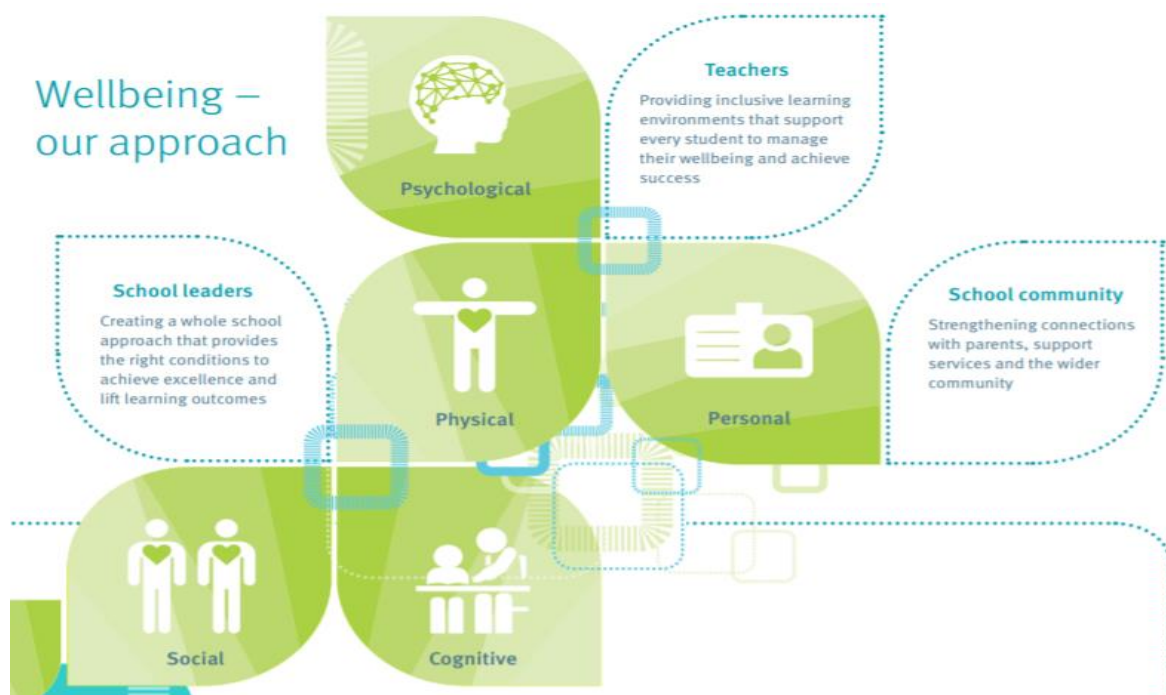 Wellbeing –
our approach
Psychological
Teachers
Providing inclusive learning
environments that support
every student to manage
their wellbeing and achieve
success
School leaders
Creating a whole school
approach that provides
the right conditions to
achieve excellence and
lift learning outcomes
Physical
Personal
School community
Strengthening connections
with parents, support
services and the wider
community
Social
Cognitive